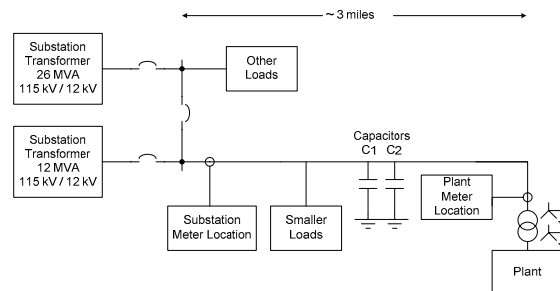 ~ 3 miles
Substation
Transformer
26 MVA
115 kV / 12 kV
Other
Loads
Substation
Transformer
12 MVA
115 kV / 12 kV
Capacitors
C1 C2
Plant
Meter
Location
Substation
Meter Location
Smaller
Loads
Plant